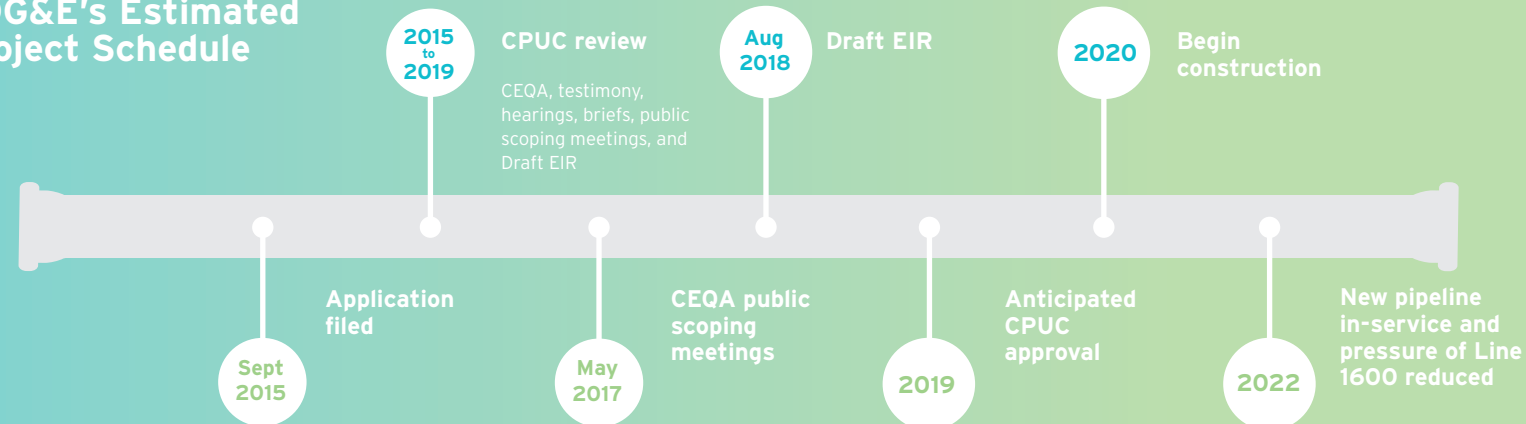 G&E's Estimated
oject Schedule
2015
to
2019
CPUC review
CEQA, testimony,
hearings, briefs, public
scoping meetings, and
Draft EIR
Aug
2018
Draft EIR
2020
Begin
construction
Sept
2015
Application
filed
May
2017
CEQA public
scoping
meetings
2019
Anticipated
CPUC
approval
2022
New pipeline
in-service and
pressure of Line
1600 reduced